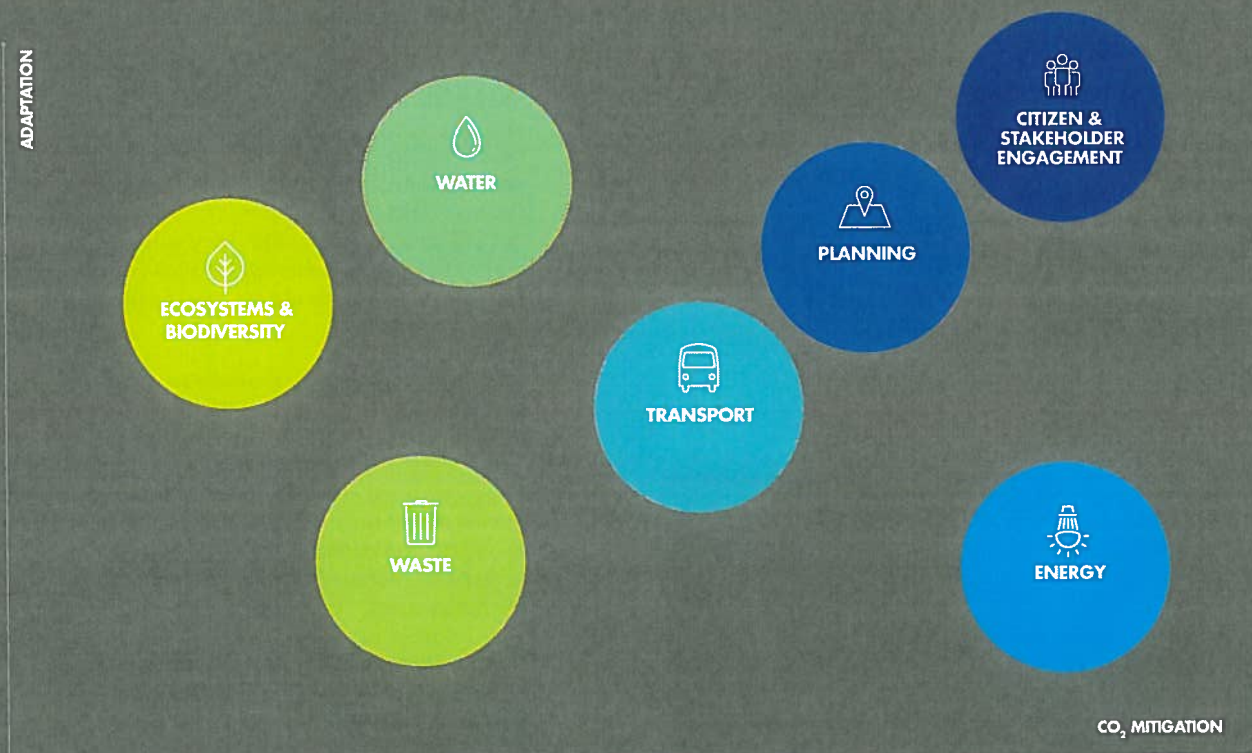 ADAPTATION
CITIZEN &
STAKEHOLDER
ENGAGEMENT
WATER
PLANNING
ECOSYSTEMS &
BIODIVERSITY
TRANSPORT
WASTE
ENERGY
CO₂ MITIGATION